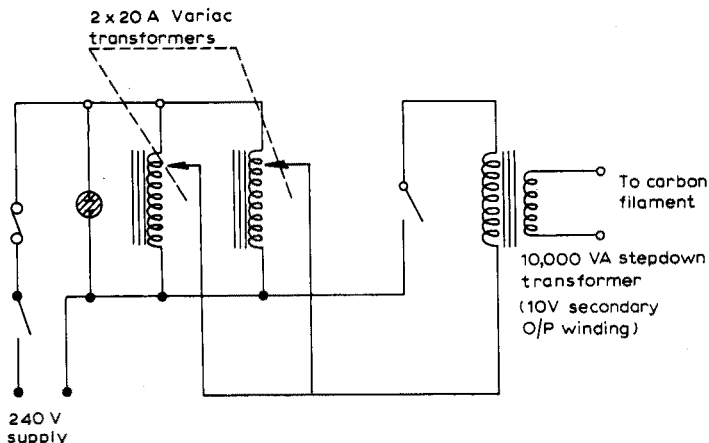 2 x 20 A Variac
transformers
To carbon
filament
10,000 VA stepdown
transformer
(10V secondary
O/P winding)
240 V
supply